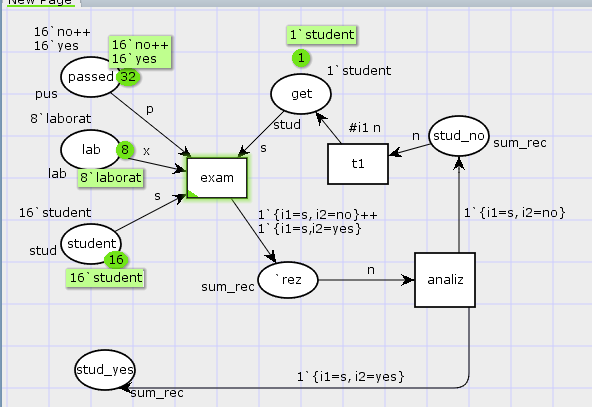 New Page
16`no++
16`yes
16`no++
16`yes
passed
32
pus
p
1`student
1
1`student
get
stud
#i1 n
n
stud_no
sum_rec
8`laborat
lab
8
x
lab
8`laborat
s
exam
t1
s
16`student
student
stud
16
16`student
1`{i1=s, i2=no}++
1`{i1=s,i2=yes}
1`{i1=s, i2=no}
`rez
sum_rec
n
analiz
stud_yes
sum_rec
1`{i1=s, i2=yes}